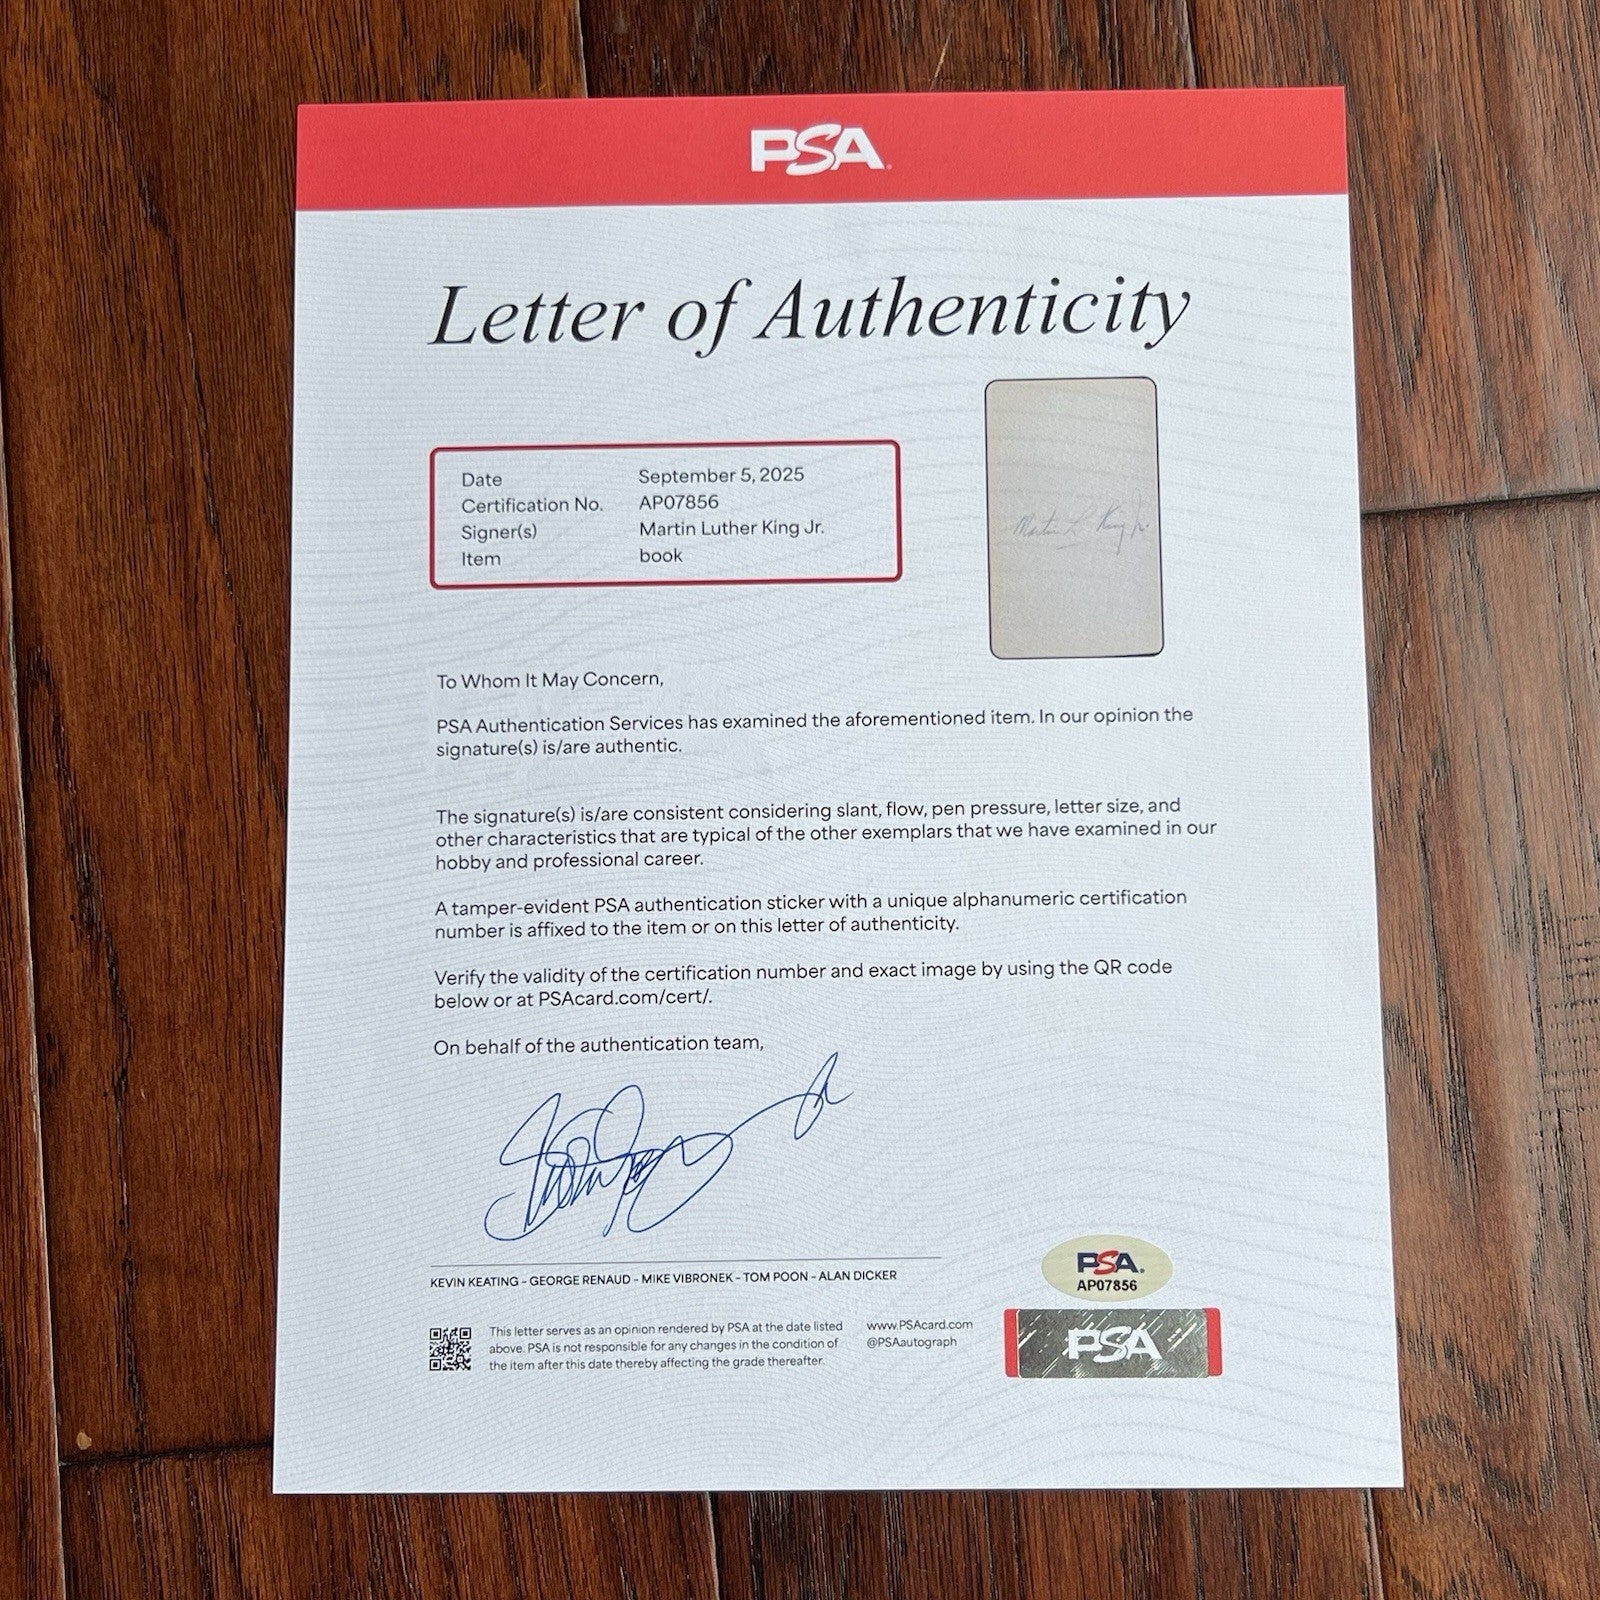 PSA
Letter of Authenticity
Date September 5, 2025
Certification No. AP07856
Signer(s) Martin Luther King Jr.
Item book
Martin L King Jr.
To Whom It May Concern,
PSA Authentication Services has examined the aforementioned item. In our opinion the
signature(s) is/are authentic.
The signature(s) is/are consistent considering slant, flow, pen pressure, letter size, and
other characteristics that are typical of the other exemplars that we have examined in our
hobby and professional career.
A tamper-evident PSA authentication sticker with a unique alphanumeric certification
number is affixed to the item or on this letter of authenticity.
Verify the validity of the certification number and exact image by using the QR code
below or at PSAcard.com/cert/.
On behalf of the authentication team,
KEVIN KEATING - GEORGE RENAUD - MIKE VIBRONEK - TOM POON - ALAN DICKER
This letter serves as an opinion rendered by PSA at the date listed
above. PSA is not responsible for any changes in the condition of
the item after this date thereby affecting the grade thereafter.
www.PSAcard.com
@PSAautograph
PSA
AP07856
PSA